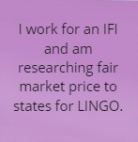 I work for an IFI
and am
researching fair
market price to
states for LINGO.